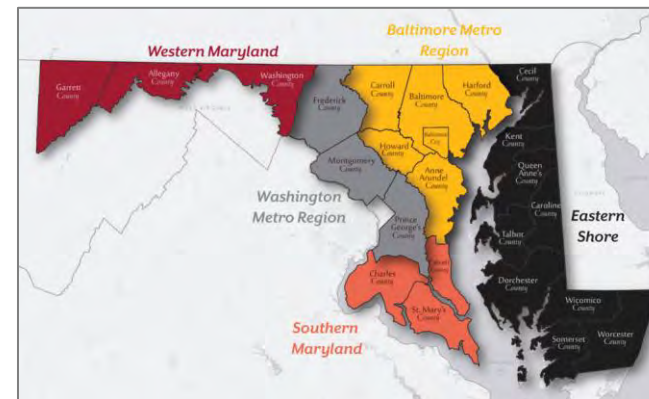 Western Maryland
Baltimore Metro
Region
Garrett
County
Allegany
County
Washington
County
Frederick
County
Carroll
County
Baltimore
County
Harford
County
Cecil
County
Baltimore
City
Kent
County
Howard
County
Montgomery
County
Anne
Arundel
County
Queen
Anne's
County
Washington
Metro Region
Prince
George's
County
Caroline
County
Talbot
County
Eastern
Shore
Charles
County
Calvert
County
St. Mary's
County
Dorchester
County
Southern
Maryland
Wicomico
County
Somerset
County
Worcester
County